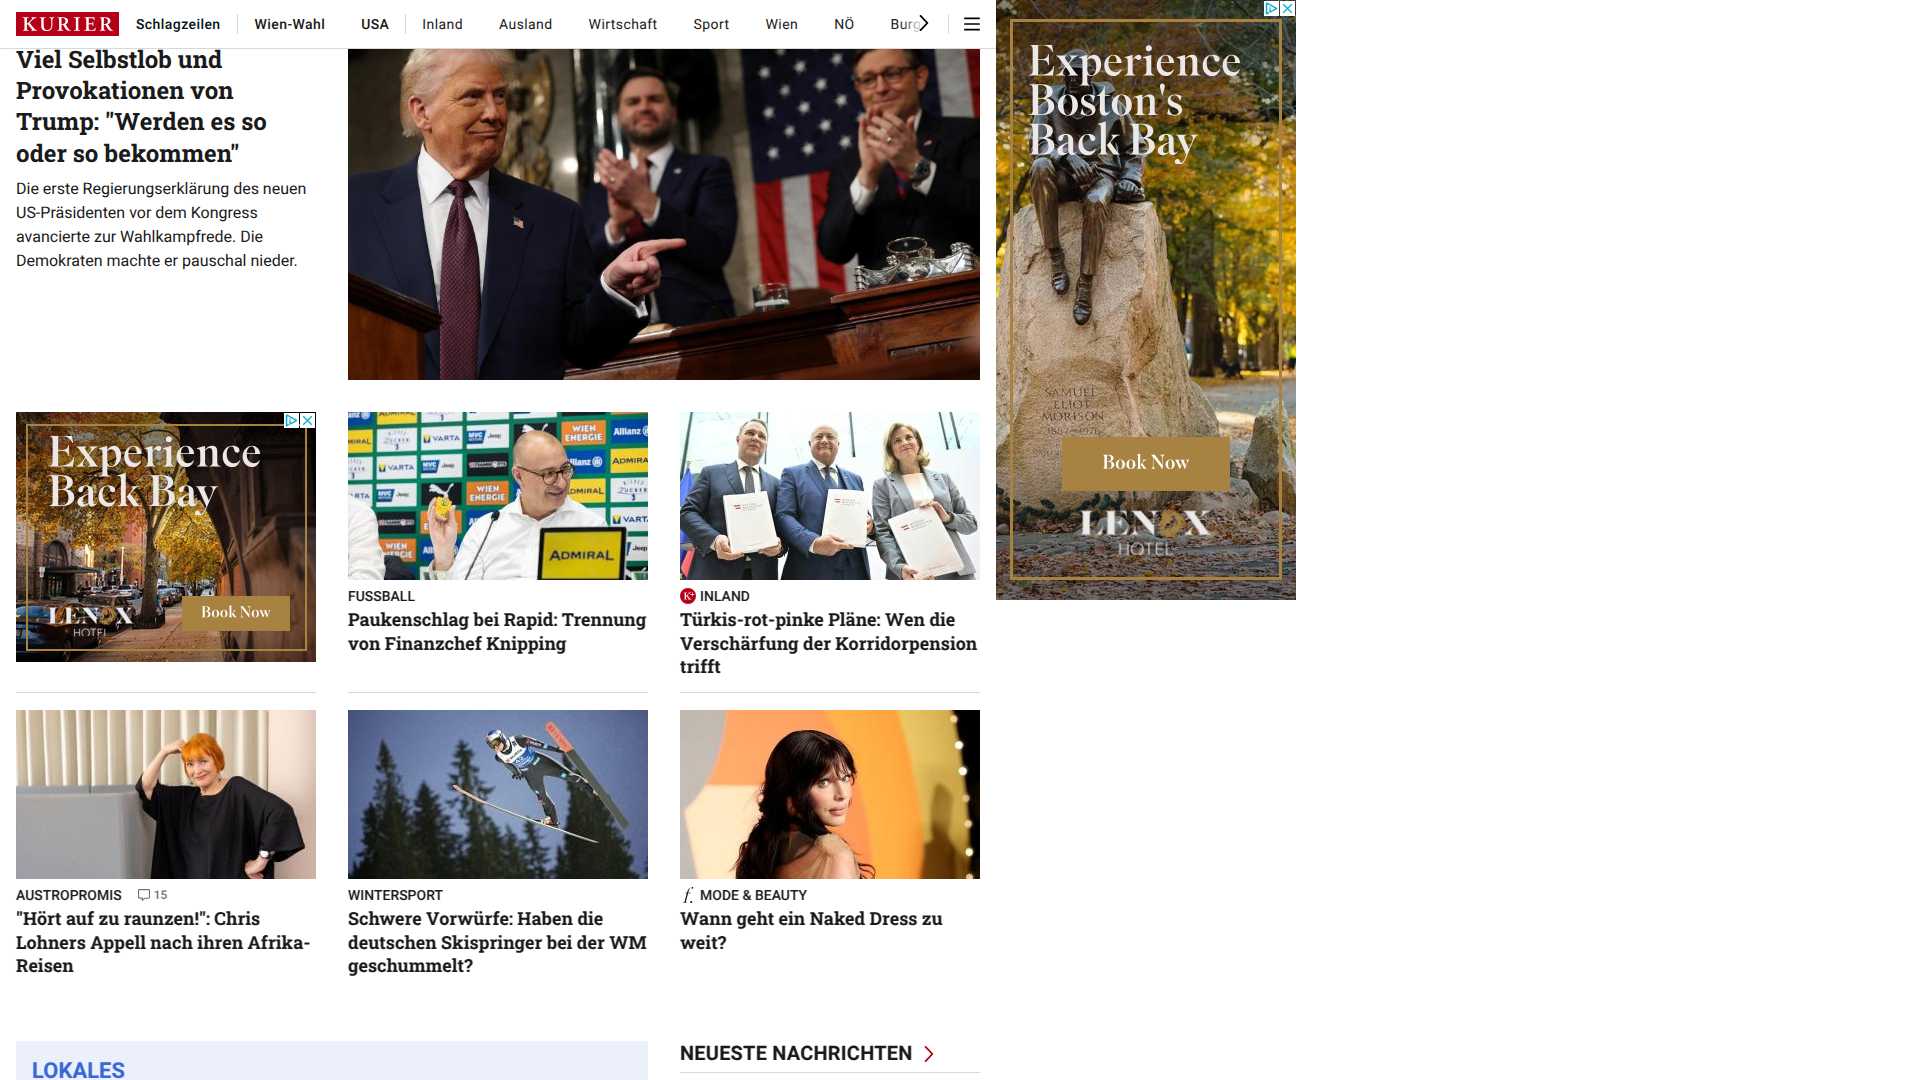 KURIER
Schlagzeilen
Wien-Wahl
USA
Inland
Ausland
Wirtschaft
Sport
Wien
NÖ
Burg
Viel Selbstlob und
Provokationen von
Trump: "Werden es so
oder so bekommen"
Die erste Regierungserklärung des neuen
US-Präsidenten vor dem Kongress
avancierte zur Wahlkampfrede. Die
Demokraten machte er pauschal nieder.
Experience
Boston's
Back Bay
SAMUEL
ELIOT
MORISON
Book Now
LENOX
HOTEL
Experience
Back Bay
LENOX
HOTEL
Book Now
VARTA
WIEN
ENERGIE
Allianz
ADMIRAL
FUSSBALL
Paukenschlag bei Rapid: Trennung
von Finanzchef Knipping
K+ INLAND
Türkis-rot-pinke Pläne: Wen die
Verschärfung der Korridorpension
trifft
AUSTROPROMIS 15
"Hört auf zu raunzen!": Chris
Lohners Appell nach ihren Afrika-
Reisen
WINTERSPORT
Schwere Vorwürfe: Haben die
deutschen Skispringer bei der WM
geschummelt?
f. MODE & BEAUTY
Wann geht ein Naked Dress zu
weit?
LOKALES
NEUESTE NACHRICHTEN